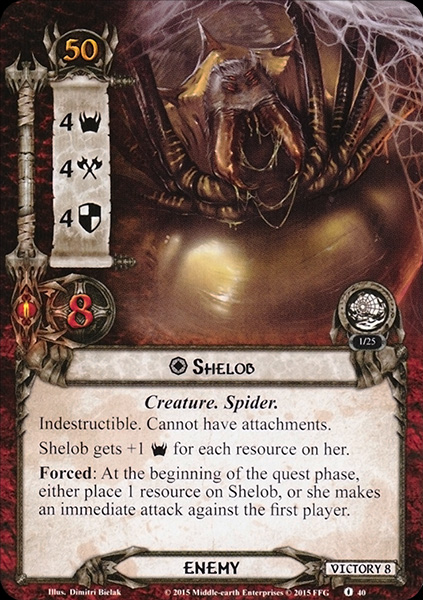 50
4
4
4
8
1/25
Shelob
Creature. Spider.
Indestructible. Cannot have attachments.
Shelob gets +1 for each resource on her.
Forced: At the beginning of the quest phase,
either place 1 resource on Shelob, or she makes
an immediate attack against the first player.
ENEMY
VICTORY 8
Illus. Dimitri Bielak
© 2015 Middle-earth Enterprises © 2015 FFG
40